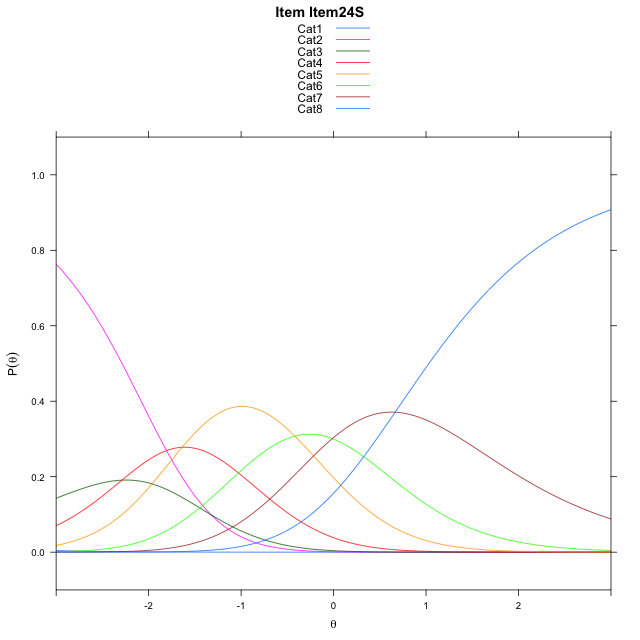 Item Item24S
Cat1
Cat2
Cat3
Cat4
Cat5
Cat6
Cat7
Cat8
1.0
0.8
0.6
0.4
0.2
0.0
P(θ)
-2 -1 0 1 2
θ